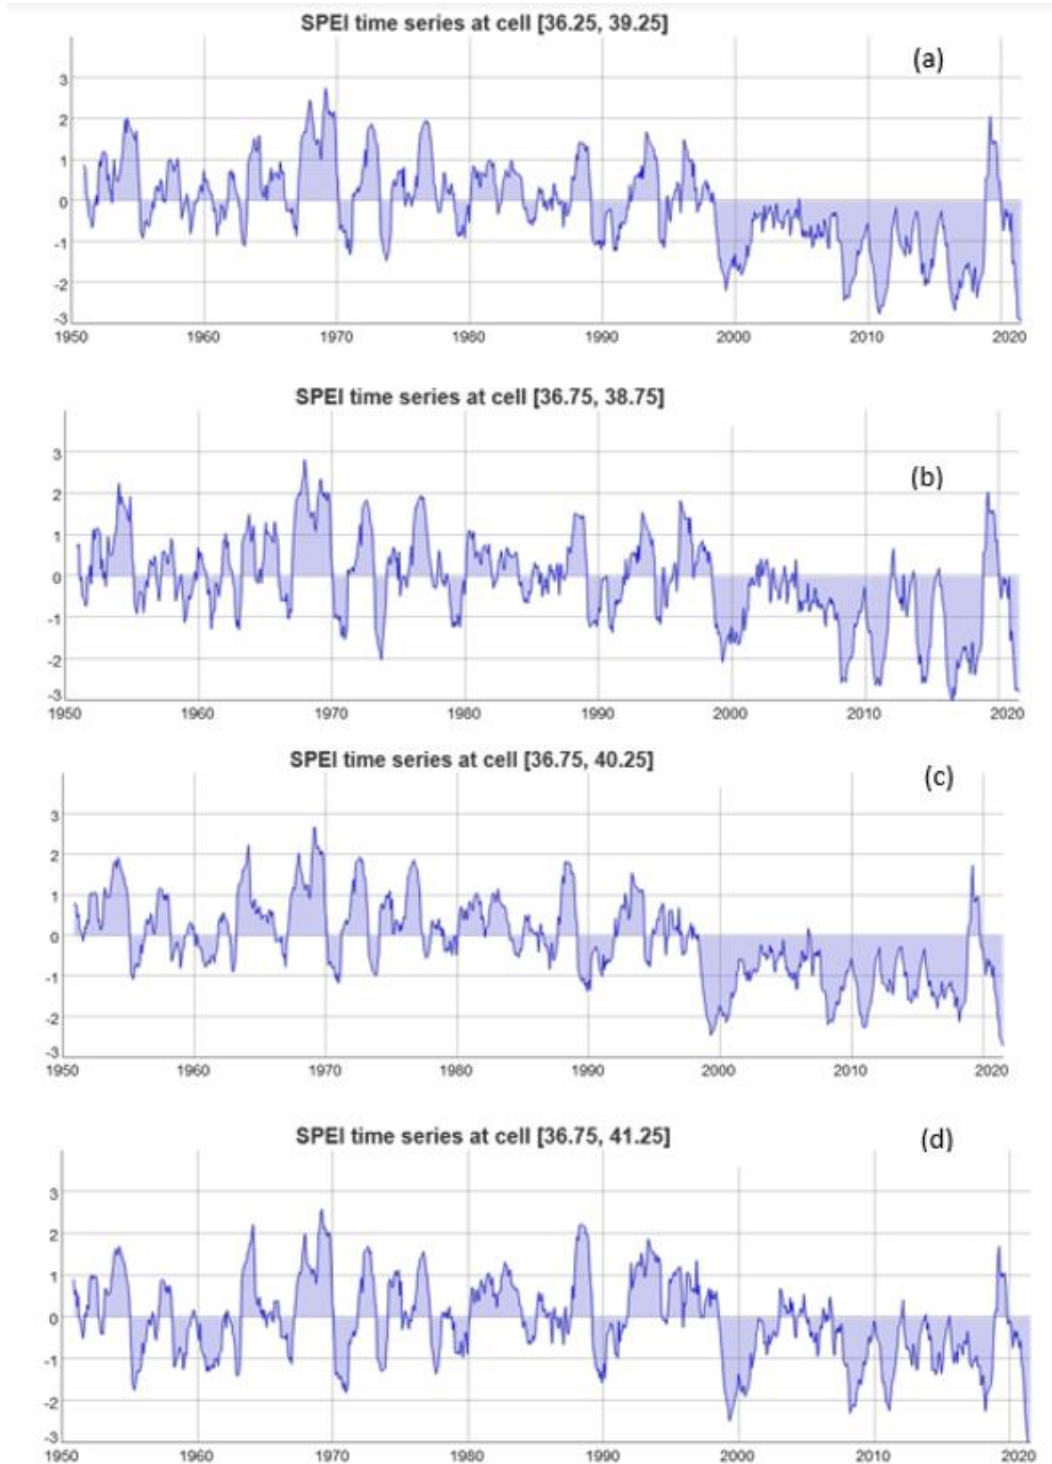 SPEI time series at cell [36.25, 39.25]
(a)
3
2
1
0
-1
-2
-3
1950 1960 1970 1980 1990 2000 2010 2020
SPEI time series at cell [36.75, 38.75]
(b)
3
2
1
0
-1
-2
-3
1950 1960 1970 1980 1990 2000 2010 2020
SPEI time series at cell [36.75, 40.25]
(c)
3
2
1
0
-1
-2
-3
1950 1960 1970 1980 1990 2000 2010 2020
SPEI time series at cell [36.75, 41.25]
(d)
3
2
1
0
-1
-2
-3
1950 1960 1970 1980 1990 2000 2010 2020